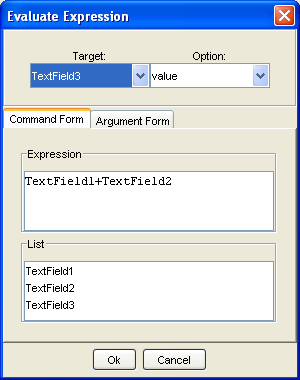 Evaluate Expression
Target: Option:
TextField3 value
Command Form Argument Form
Expression
TextField1+TextField2
List
TextField1
TextField2
TextField3
Ok Cancel